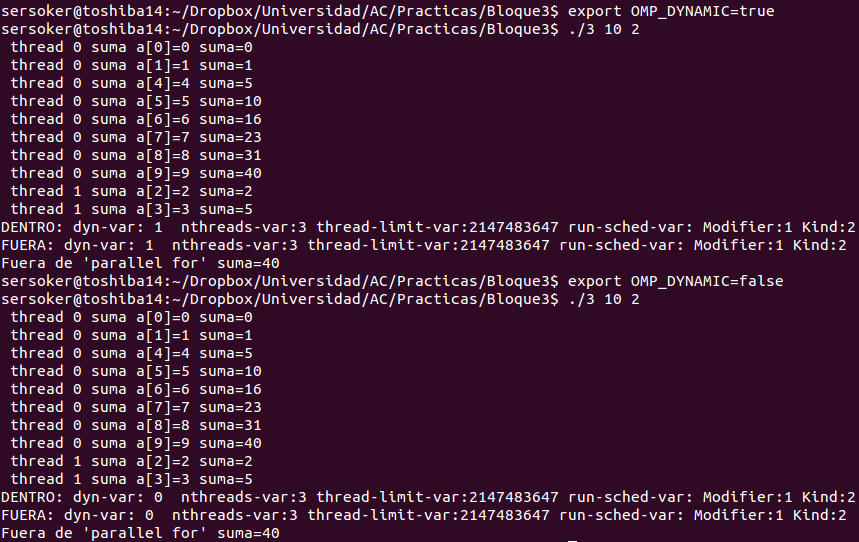 sersoker@toshiba14:~/Dropbox/Universidad/AC/Practicas/Bloque3$ export OMP_DYNAMIC=true
sersoker@toshiba14:~/Dropbox/Universidad/AC/Practicas/Bloque3$ ./3 10 2
thread 0 suma a[0]=0 suma=0
thread 0 suma a[1]=1 suma=1
thread 0 suma a[4]=4 suma=5
thread 0 suma a[5]=5 suma=10
thread 0 suma a[6]=6 suma=16
thread 0 suma a[7]=7 suma=23
thread 0 suma a[8]=8 suma=31
thread 0 suma a[9]=9 suma=40
thread 1 suma a[2]=2 suma=2
thread 1 suma a[3]=3 suma=5
DENTRO: dyn-var: 1  nthreads-var:3 thread-limit-var:2147483647 run-sched-var: Modifier:1 Kind:2
FUERA: dyn-var: 1  nthreads-var:3 thread-limit-var:2147483647 run-sched-var: Modifier:1 Kind:2
Fuera de 'parallel for' suma=40
sersoker@toshiba14:~/Dropbox/Universidad/AC/Practicas/Bloque3$ export OMP_DYNAMIC=false
sersoker@toshiba14:~/Dropbox/Universidad/AC/Practicas/Bloque3$ ./3 10 2
thread 0 suma a[0]=0 suma=0
thread 0 suma a[1]=1 suma=1
thread 0 suma a[4]=4 suma=5
thread 0 suma a[5]=5 suma=10
thread 0 suma a[6]=6 suma=16
thread 0 suma a[7]=7 suma=23
thread 0 suma a[8]=8 suma=31
thread 0 suma a[9]=9 suma=40
thread 1 suma a[2]=2 suma=2
thread 1 suma a[3]=3 suma=5
DENTRO: dyn-var: 0  nthreads-var:3 thread-limit-var:2147483647 run-sched-var: Modifier:1 Kind:2
FUERA: dyn-var: 0  nthreads-var:3 thread-limit-var:2147483647 run-sched-var: Modifier:1 Kind:2
Fuera de 'parallel for' suma=40